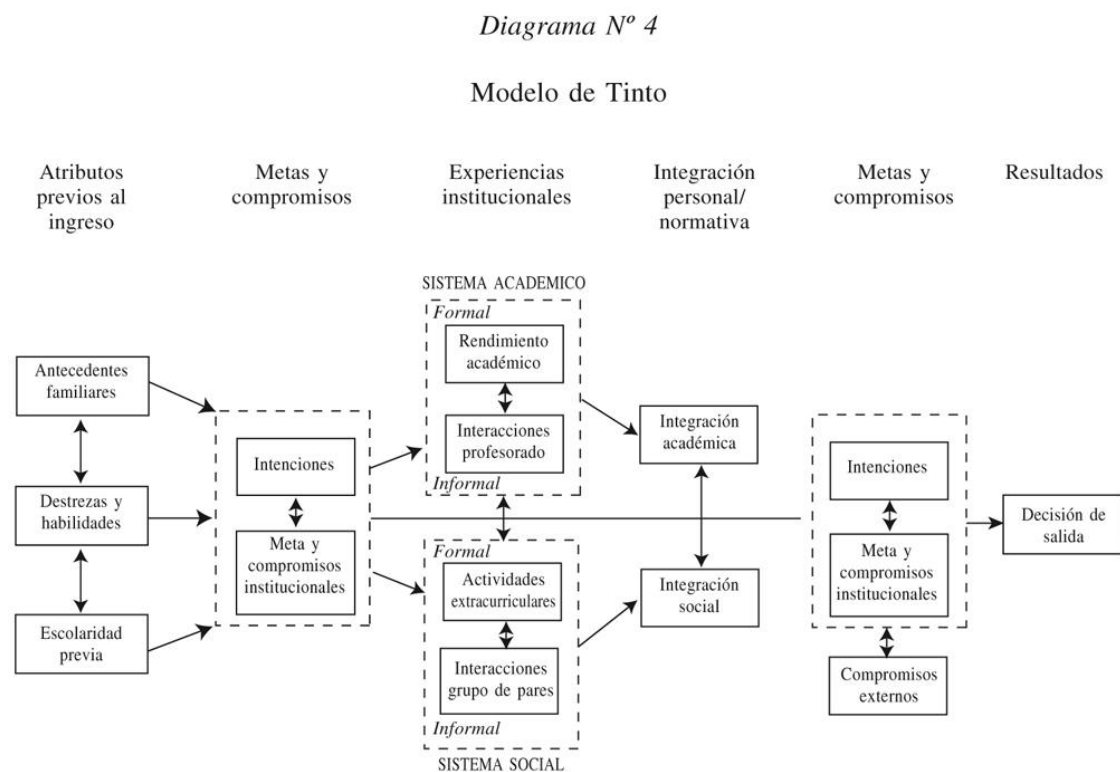 Diagrama Nº 4
Modelo de Tinto
Atributos
previos al
ingreso
Metas y
compromisos
Experiencias
institucionales
Integración
personal/
normativa
Metas y
compromisos
Resultados
Antecedentes
familiares
Destrezas y
habilidades
Escolaridad
previa
Intenciones
Meta y
compromisos
institucionales
SISTEMA ACADEMICO
Formal
Rendimiento
académico
Interacciones
profesorado
Informal
Formal
Actividades
extracurriculares
Interacciones
grupo de pares
Informal
SISTEMA SOCIAL
Integración
académica
Integración
social
Intenciones
Meta y
compromisos
institucionales
Compromisos
externos
Decisión de
salida